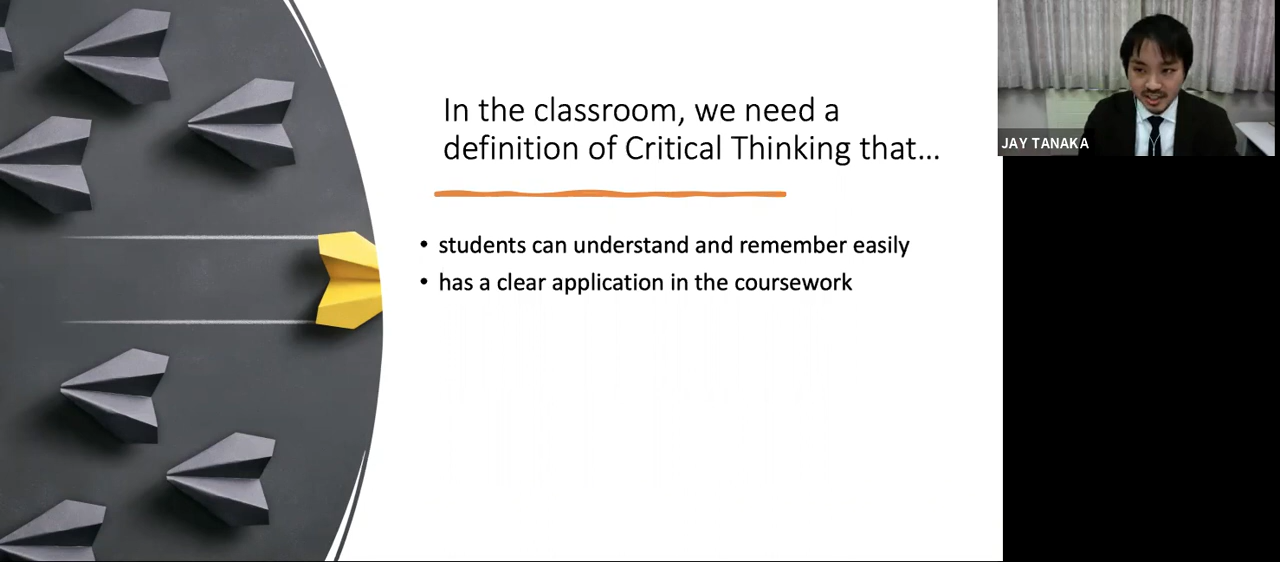 In the classroom, we need a
definition of Critical Thinking that...
• students can understand and remember easily
• has a clear application in the coursework
JAY TANAKA